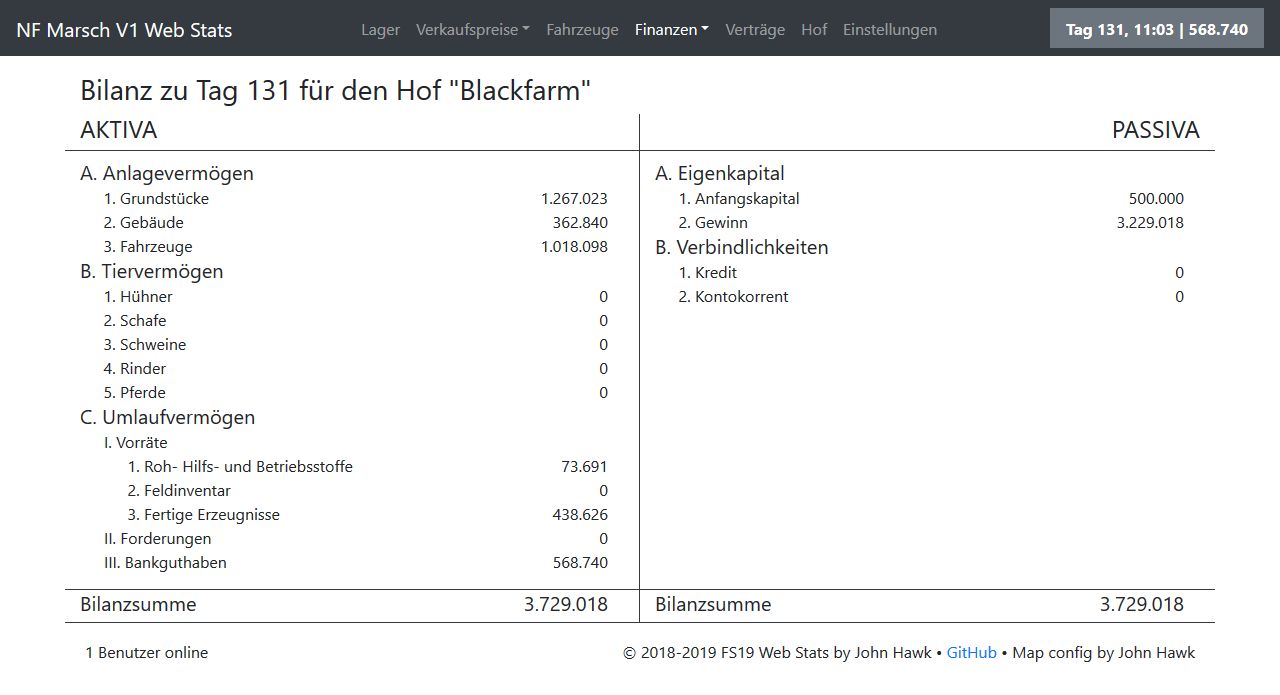 NF Marsch V1 Web Stats Lager Verkaufspreise Fahrzeuge Finanzen Verträge Hof Einstellungen Tag 131, 11:03 | 568.740
Bilanz zu Tag 131 für den Hof "Blackfarm"
AKTIVA
A. Anlagevermögen
1. Grundstücke 1.267.023
2. Gebäude 362.840
3. Fahrzeuge 1.018.098
B. Tiervermögen
1. Hühner 0
2. Schafe 0
3. Schweine 0
4. Rinder 0
5. Pferde 0
C. Umlaufvermögen
I. Vorräte
1. Roh- Hilfs- und Betriebsstoffe 73.691
2. Feldinventar 0
3. Fertige Erzeugnisse 438.626
II. Forderungen 0
III. Bankguthaben 568.740
Bilanzsumme 3.729.018
PASSIVA
A. Eigenkapital
1. Anfangskapital 500.000
2. Gewinn 3.229.018
B. Verbindlichkeiten
1. Kredit 0
2. Kontokorrent 0
Bilanzsumme 3.729.018
1 Benutzer online
© 2018-2019 FS19 Web Stats by John Hawk • GitHub • Map config by John Hawk